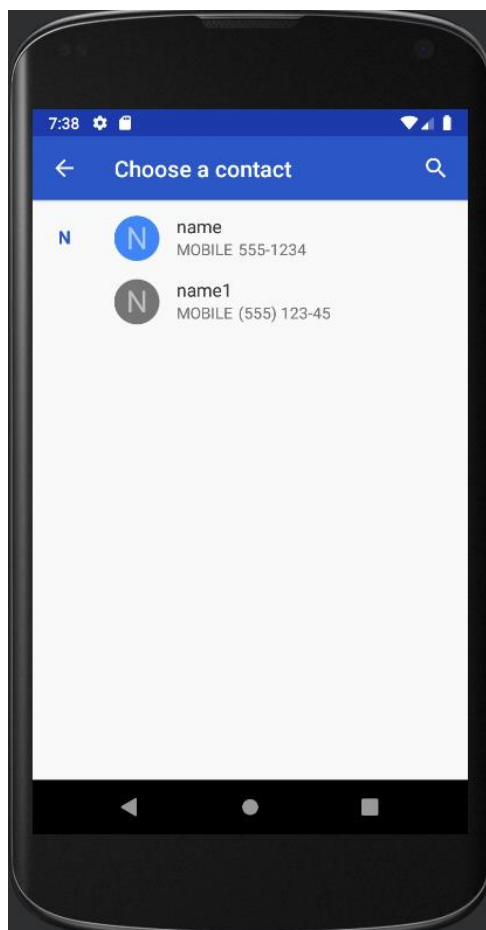 7:38
Choose a contact
N
N
name
MOBILE 555-1234
N
name1
MOBILE (555) 123-45